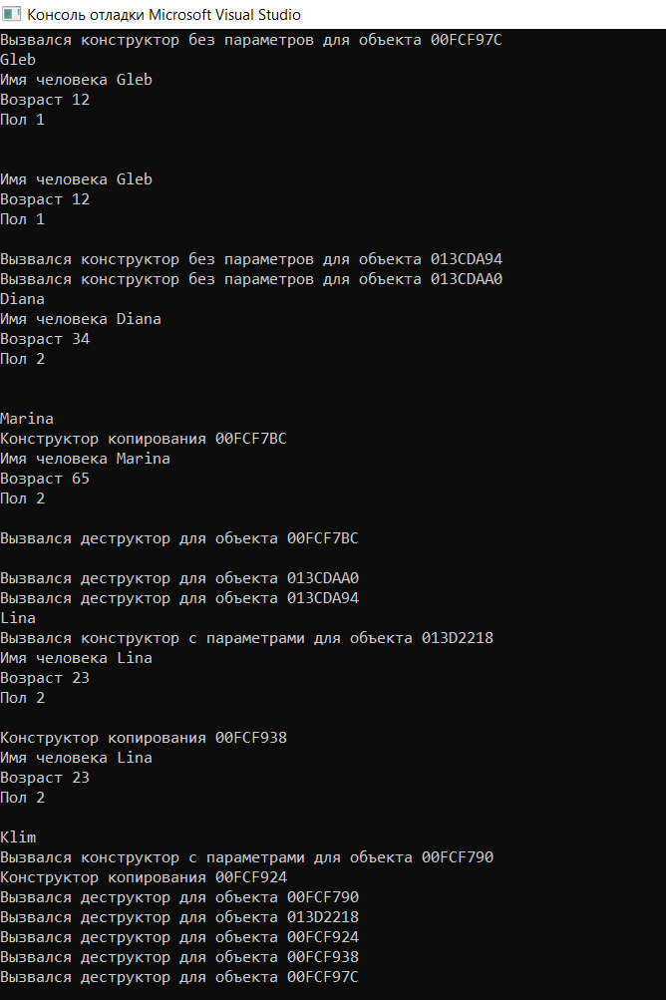 Консоль отладки Microsoft Visual Studio
Вызвался конструктор без параметров для объекта 00FCF97C
Gleb
Имя человека Gleb
Возраст 12
Пол 1
Имя человека Gleb
Возраст 12
Пол 1
Вызвался конструктор без параметров для объекта 013CDA94
Вызвался конструктор без параметров для объекта 013CDAA0
Diana
Имя человека Diana
Возраст 34
Пол 2
Marina
Конструктор копирования 00FCF7BC
Имя человека Marina
Возраст 65
Пол 2
Вызвался деструктор для объекта 00FCF7BC
Вызвался деструктор для объекта 013CDAA0
Вызвался деструктор для объекта 013CDA94
Lina
Вызвался конструктор с параметрами для объекта 013D2218
Имя человека Lina
Возраст 23
Пол 2
Конструктор копирования 00FCF938
Имя человека Lina
Возраст 23
Пол 2
Klim
Вызвался конструктор с параметрами для объекта 00FCF790
Конструктор копирования 00FCF924
Вызвался деструктор для объекта 00FCF790
Вызвался деструктор для объекта 013D2218
Вызвался деструктор для объекта 00FCF924
Вызвался деструктор для объекта 00FCF938
Вызвался деструктор для объекта 00FCF97C